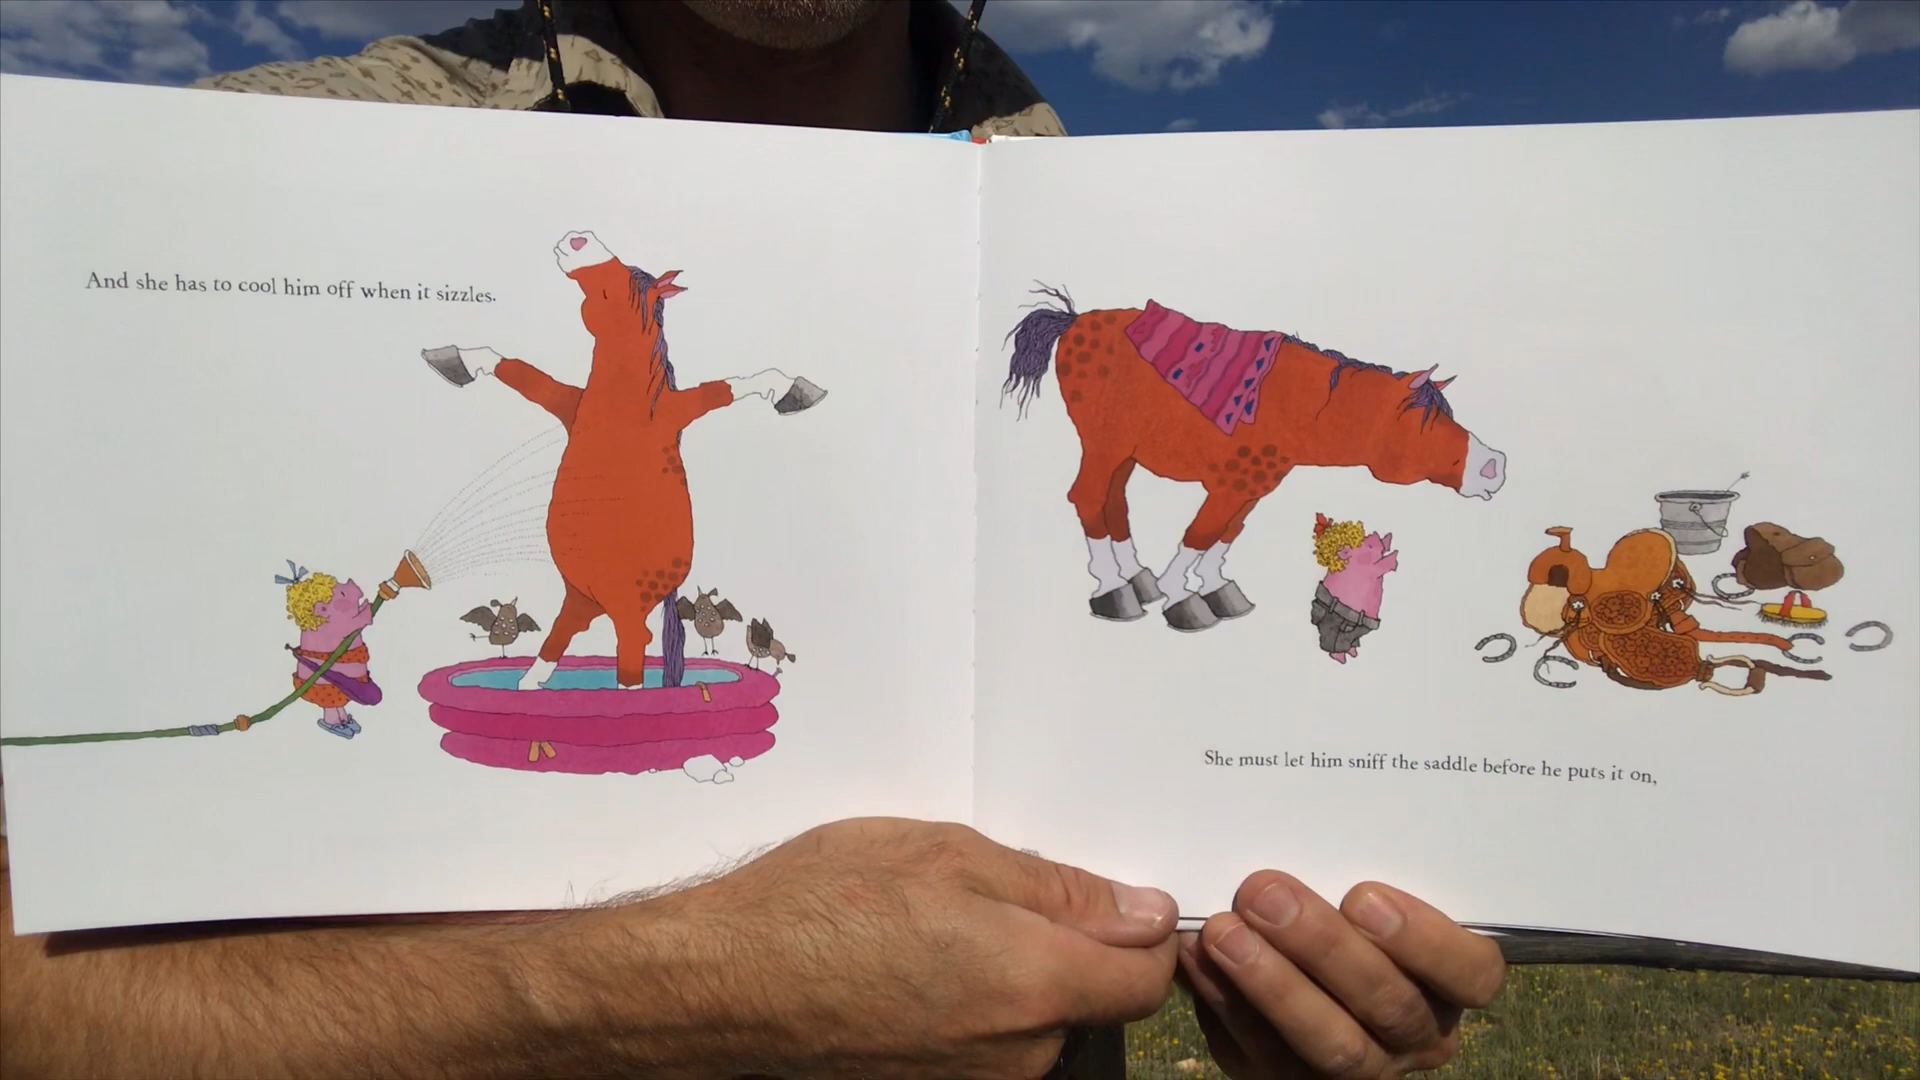 And she has to cool him off when it sizzles.
She must let him sniff the saddle before he puts it on,